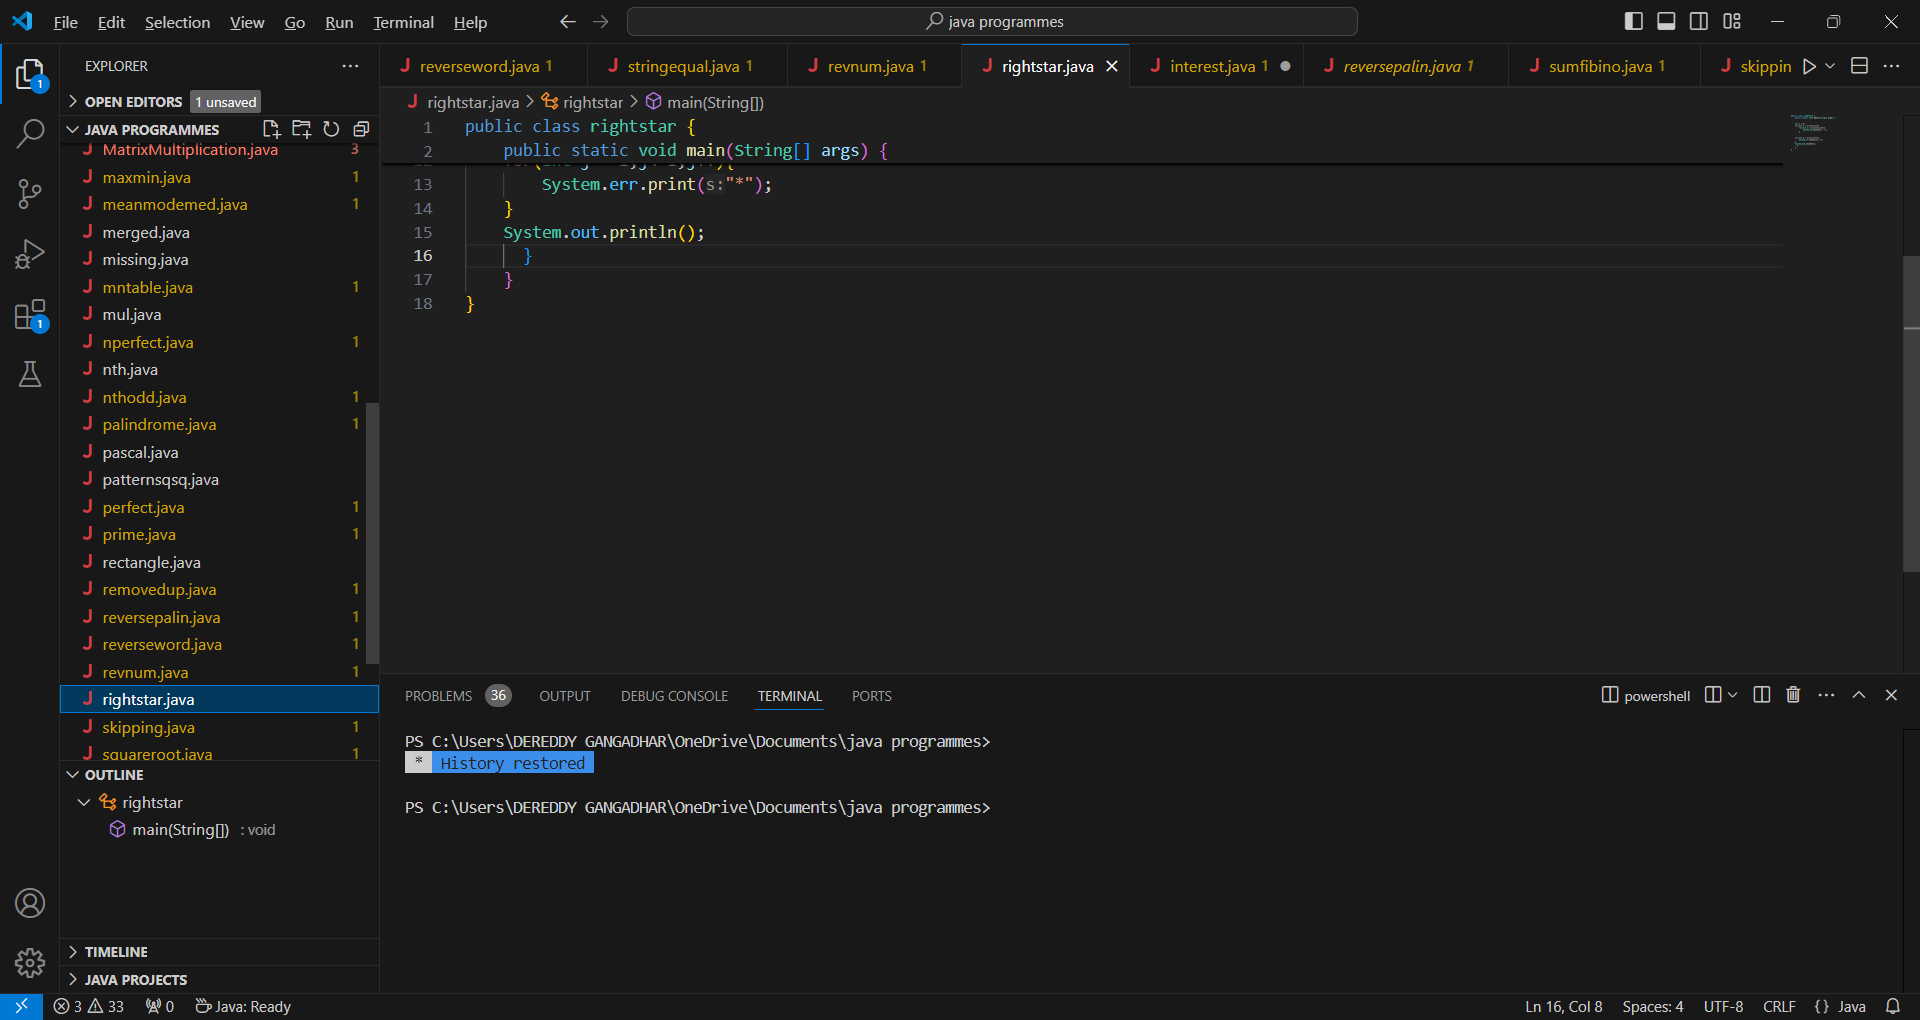 File Edit Selection View Go Run Terminal Help java programmes
EXPLORER
OPEN EDITORS 1 unsaved
JAVA PROGRAMMES
MatrixMultiplication.java 3
maxmin.java 1
meanmodemed.java 1
merged.java
missing.java
mntable.java 1
mul.java
nperfect.java 1
nth.java
nthodd.java 1
palindrome.java 1
pascal.java
patternsqsq.java
perfect.java 1
prime.java 1
rectangle.java
removedup.java 1
reversepalin.java 1
reverseword.java 1
revnum.java 1
rightstar.java
skipping.java 1
squareroot.java 1
OUTLINE
rightstar
main(String[]) : void
TIMELINE
JAVA PROJECTS
1
1
reverseword.java 1 stringequal.java 1 revnum.java 1 rightstar.java interest.java 1 reversepalin.java 1 sumfibino.java 1 skippin
rightstar.java > rightstar > main(String[])
1 public class rightstar {
2 public static void main(String[] args) {
13 System.err.print(s:"*");
14 }
15 System.out.println();
16 }
17 }
18 }
PROBLEMS 36 OUTPUT DEBUG CONSOLE TERMINAL PORTS powershell
PS C:\Users\DEREDDY GANGADHAR\OneDrive\Documents\java programmes>
* History restored
PS C:\Users\DEREDDY GANGADHAR\OneDrive\Documents\java programmes>
3 33 0 Java: Ready Ln 16, Col 8 Spaces: 4 UTF-8 CRLF {} Java